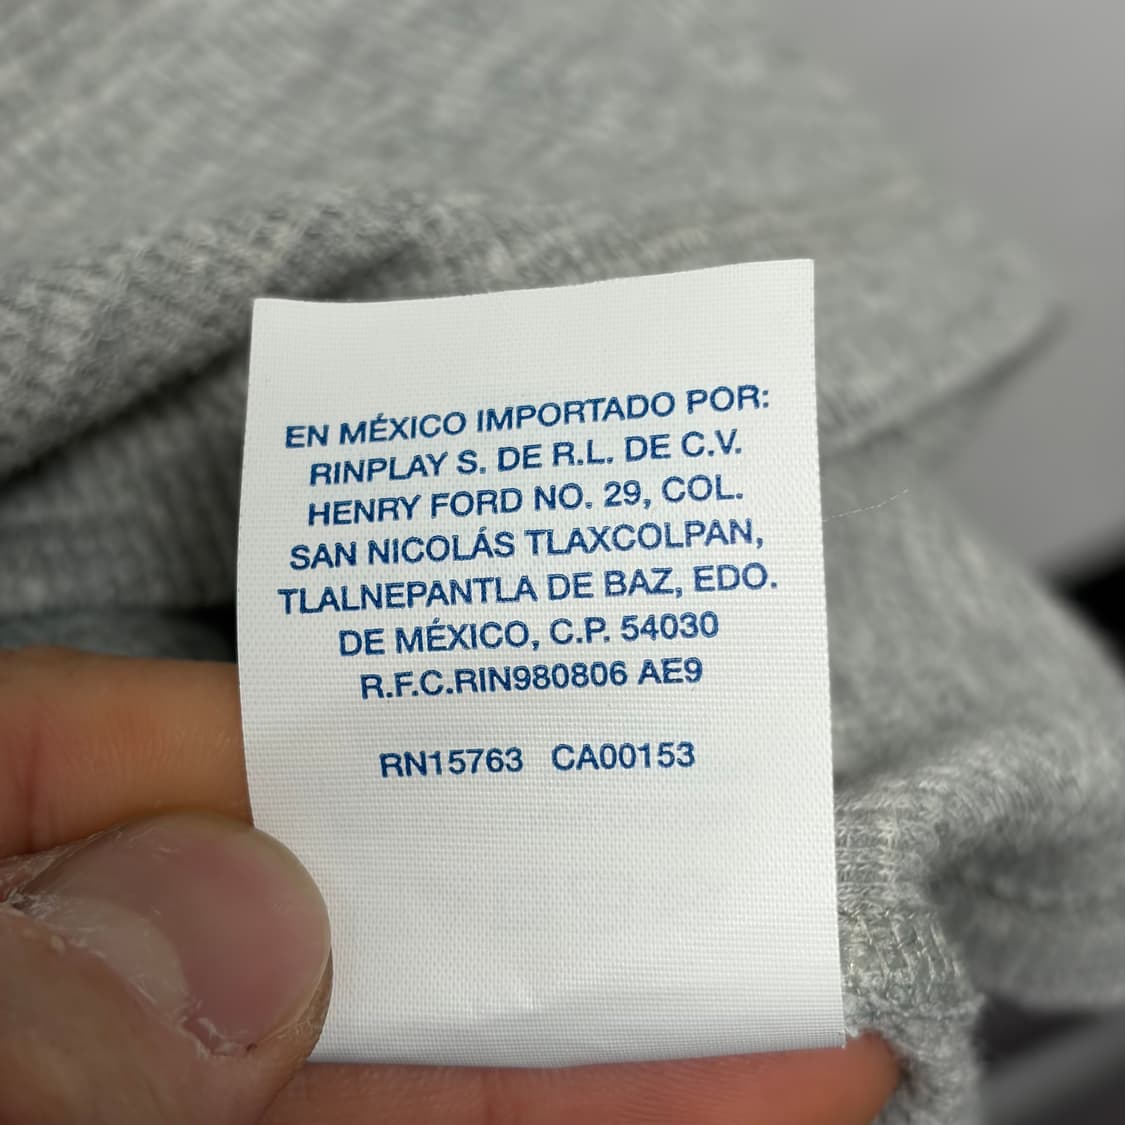 EN MÉXICO IMPORTADO POR:
RINPLAY S. DE R.L. DE C.V.
HENRY FORD NO. 29, COL.
SAN NICOLÁS TLAXCOLPAN,
TLALNEPANTLA DE BAZ, EDO.
DE MÉXICO, C.P. 54030
R.F.C.RIN980806 AE9
RN15763 CA00153